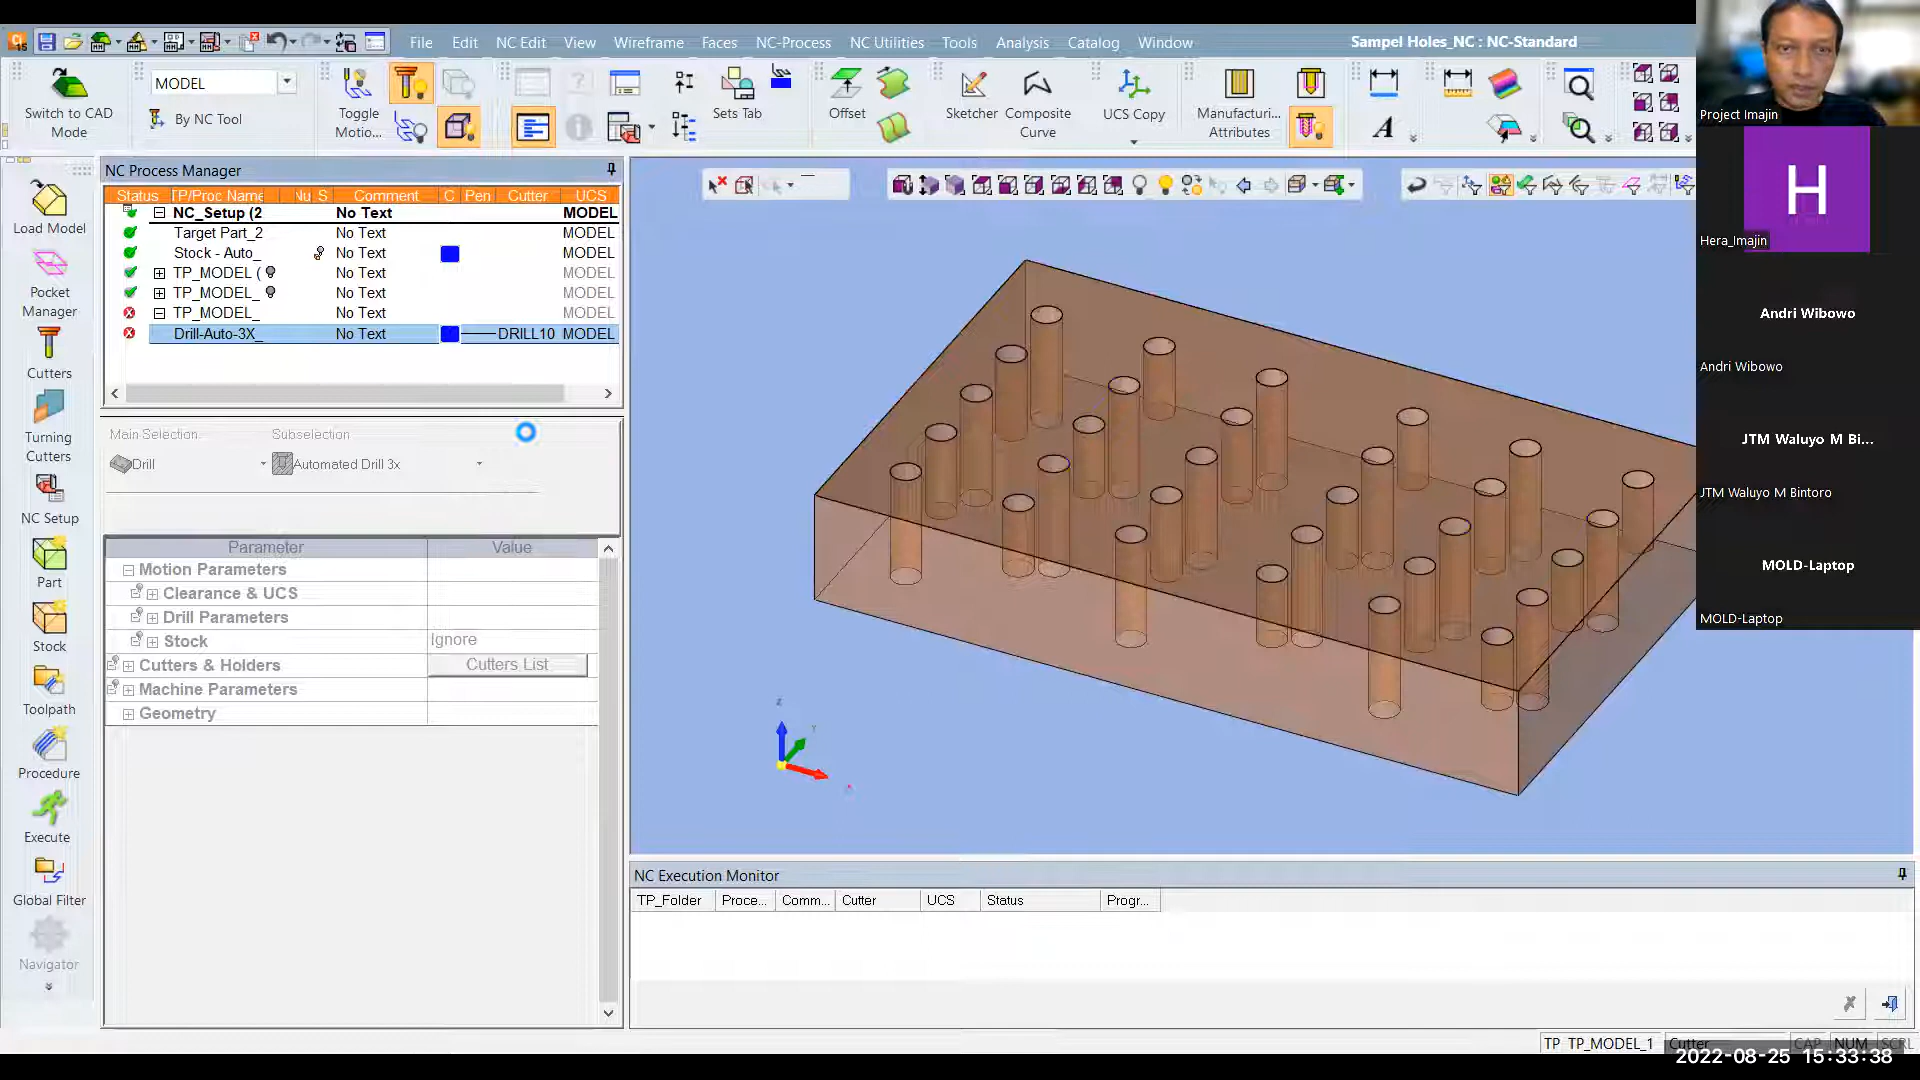 15
File Edit NC Edit View Wireframe Faces NC-Process NC Utilities Tools Analysis Catalog Window Sampel Holes_NC : NC-Standard
Switch to CAD Mode
MODEL
By NC Tool
Toggle Motio...
Sets Tab
Offset
Sketcher
Composite Curve
UCS Copy
Manufacturi... Attributes
A
NC Process Manager
Status TP/Proc Name Nu S Comment C Pen Cutter UCS
NC_Setup (2 No Text MODEL
Target Part_2 No Text MODEL
Stock - Auto_ No Text MODEL
TP_MODEL ( No Text MODEL
TP_MODEL_ No Text MODEL
TP_MODEL_ No Text MODEL
Drill-Auto-3X_ No Text DRILL10 MODEL
Load Model
Pocket Manager
Cutters
Turning Cutters
NC Setup
Part
Stock
Toolpath
Procedure
Execute
Global Filter
Navigator
Main Selection: Subselection
Drill Automated Drill 3x
Parameter Value
Motion Parameters
Clearance & UCS
Drill Parameters
Stock Ignore
Cutters & Holders Cutters List
Machine Parameters
Geometry
Z
Y
NC Execution Monitor
TP_Folder Proce... Comm... Cutter UCS Status Progr...
Project Imajin
H
Hera_Imajin
Andri Wibowo
Andri Wibowo
JTM Waluyo M Bi...
JTM Waluyo M Bintoro
MOLD-Laptop
MOLD-Laptop
TP TP_MODEL_1 Cutter CAP NUM SCRL
2022-08-25 15:33:38